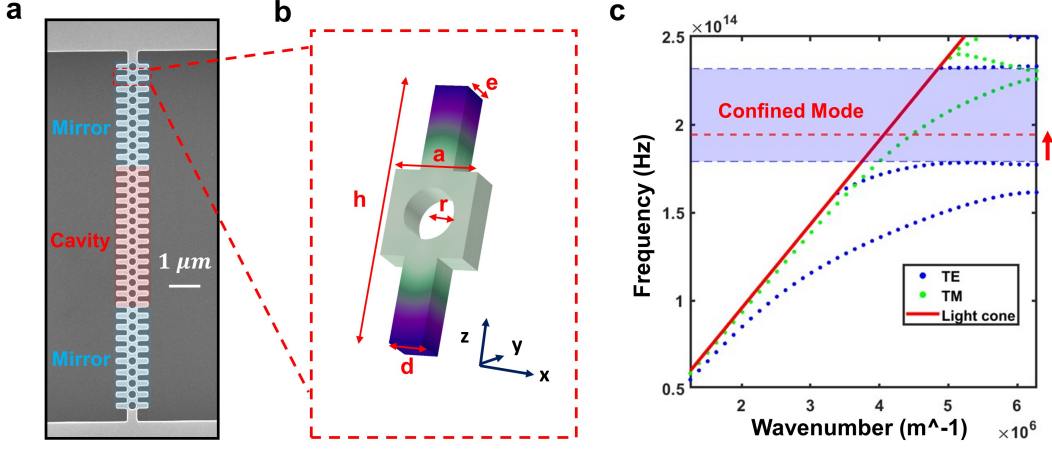 a
Mirror
Cavity
1 μm
Mirror
b
e
a
h
r
d
z
y
x
c
×10^14
2.5
2
1.5
1
0.5
Frequency (Hz)
Confined Mode
TE
TM
Light cone
2
3
4
5
6
Wavenumber (m^-1)
×10^6